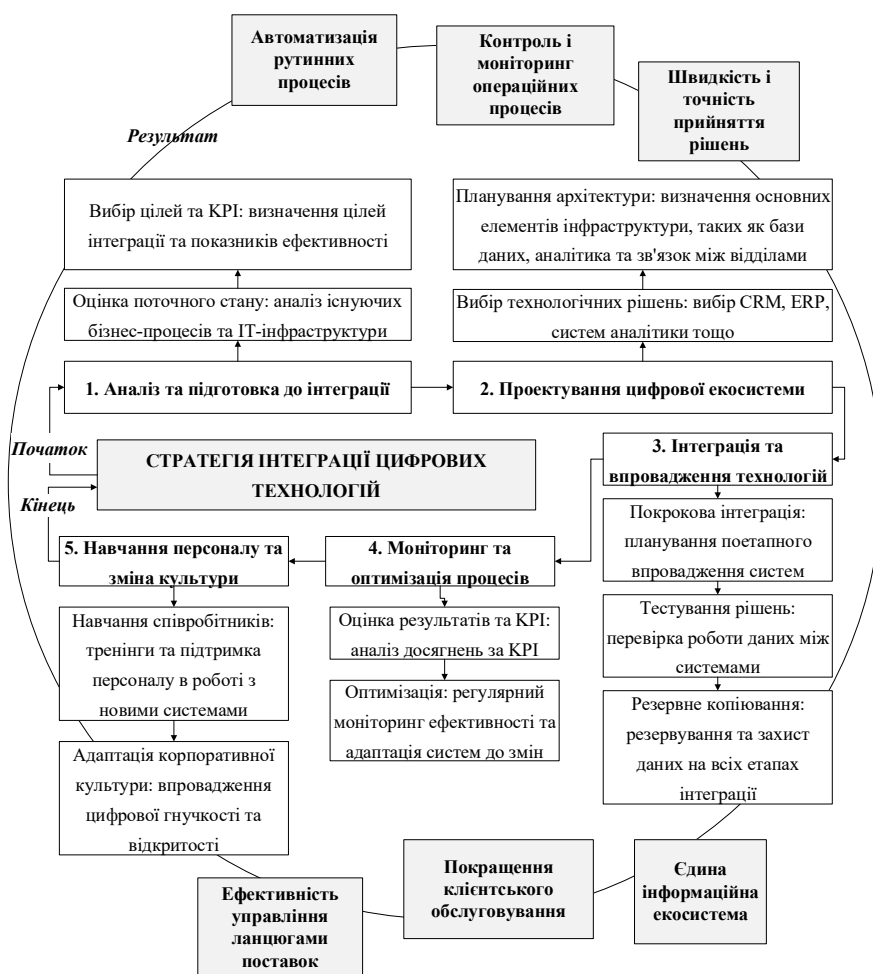 Автоматизація
рутинних
процесів
Контроль і
моніторинг
операційних
процесів
Швидкість і
точність
прийняття
рішень
Результат
Вибір цілей та KPI: визначення цілей
інтеграції та показників ефективності
Планування архітектури: визначення основних
елементів інфраструктури, таких як бази
даних, аналітика та зв'язок між відділами
Оцінка поточного стану: аналіз існуючих
бізнес-процесів та ІТ-інфраструктури
Вибір технологічних рішень: вибір CRM, ERP,
систем аналітики тощо
1. Аналіз та підготовка до інтеграції
2. Проектування цифрової екосистеми
Початок
СТРАТЕГІЯ ІНТЕГРАЦІЇ ЦИФРОВИХ
ТЕХНОЛОГІЙ
Кінець
3. Інтеграція та
впровадження технологій
Покрокова інтеграція:
планування поетапного
впровадження систем
Тестування рішень:
перевірка роботи даних між
системами
Резервне копіювання:
резервування та захист
даних на всіх етапах
інтеграції
4. Моніторинг та
оптимізація процесів
Оцінка результатів та KPI:
аналіз досягнень за KPI
Оптимізація: регулярний
моніторинг ефективності та
адаптація систем до змін
5. Навчання персоналу та
зміна культури
Навчання співробітників:
тренінги та підтримка
персоналу в роботі з
новими системами
Адаптація корпоративної
культури: впровадження
цифрової гнучкості та
відкритості
Ефективність
управління
ланцюгами
поставок
Покращення
клієнтського
обслуговування
Єдина
інформаційна
екосистема